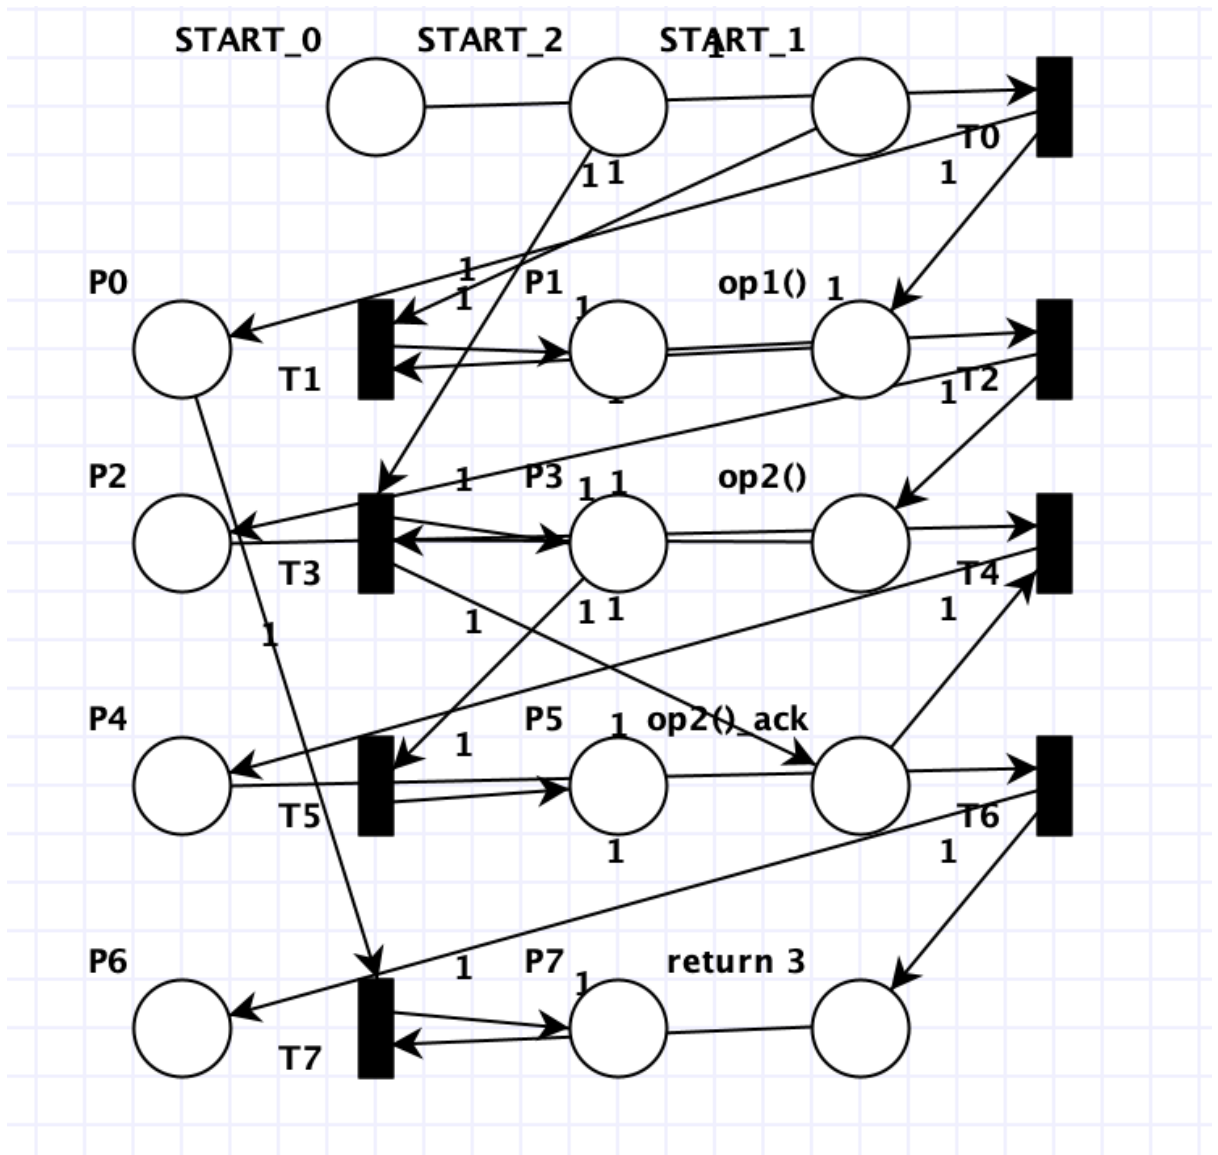 START_0 START_2 START_1
1
T0
1 1 1
1
P0 P1 op1() 1
1 1
T1 T2
1 1
P2 1 P3 op2()
1 1
T3 T4
1 1 1 1
1
P4 P5 1 op2()_ack
1
T5 T6
1 1
P6 1 P7 return 3
1
T7